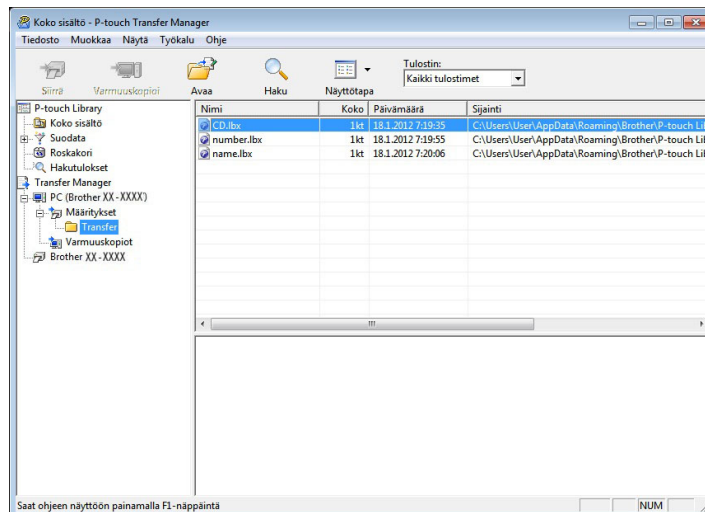 Koko sisältö - P-touch Transfer Manager
Tiedosto Muokkaa Näytä Työkalu Ohje
Siirrä Varmuuskopioi Avaa Haku Näyttötapa
Tulostin:
Kaikki tulostimet
P-touch Library
Koko sisältö
Suodata
Roskakori
Hakutulokset
Transfer Manager
PC (Brother XX-XXXX)
Määritykset
Transfer
Varmuuskopiot
Brother XX-XXXX
Nimi Koko Päivämäärä Sijainti
CD.lbx 1kt 18.1.2012 7:19:35 C:\Users\User\AppData\Roaming\Brother\P-touch Lil
number.lbx 1kt 18.1.2012 7:19:55 C:\Users\User\AppData\Roaming\Brother\P-touch Lil
name.lbx 1kt 18.1.2012 7:20:06 C:\Users\User\AppData\Roaming\Brother\P-touch Lil
Saat ohjeen näyttöön painamalla F1-näppäintä
NUM